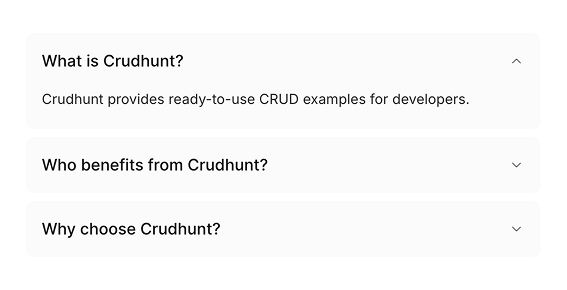 What is Crudhunt?
Crudhunt provides ready-to-use CRUD examples for developers.
Who benefits from Crudhunt?
Why choose Crudhunt?